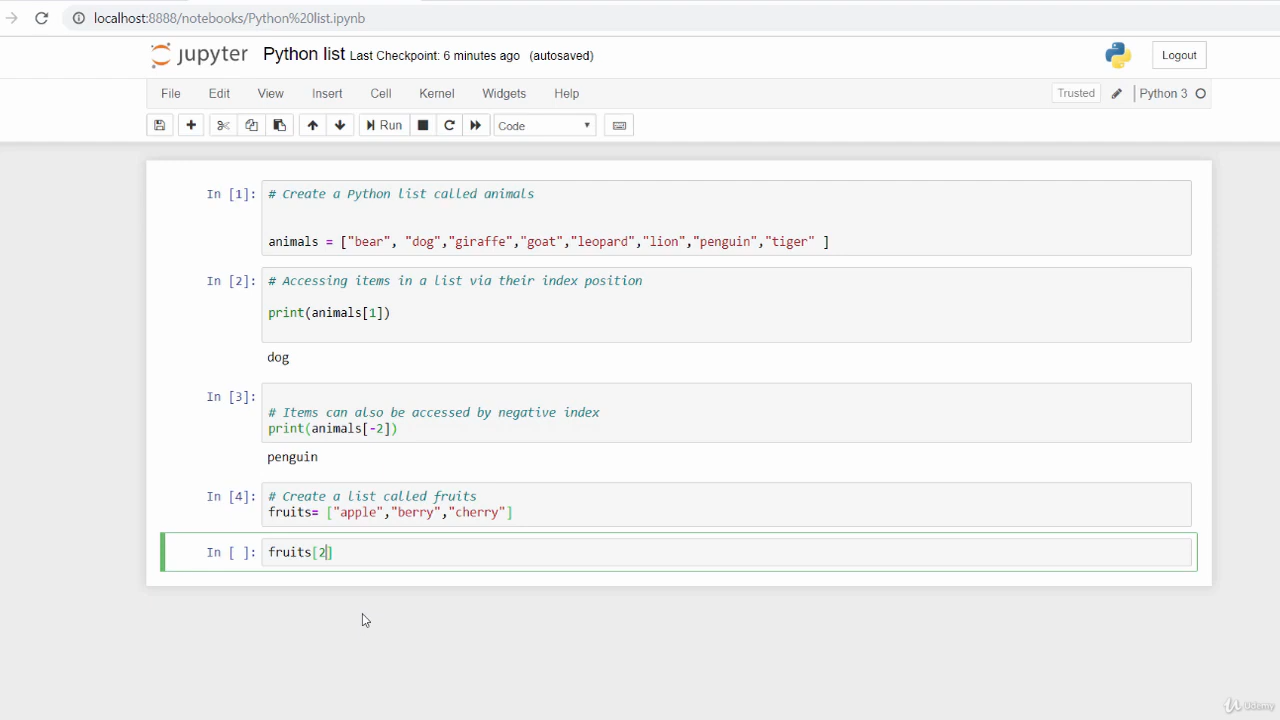 localhost:8888/notebooks/Python%20list.ipynb
jupyter Python list Last Checkpoint: 6 minutes ago (autosaved) Logout
File Edit View Insert Cell Kernel Widgets Help Trusted Python 3
Run Code
In [1]: # Create a Python list called animals
animals = ["bear", "dog","giraffe","goat","leopard","lion","penguin","tiger" ]
In [2]: # Accessing items in a list via their index position
print(animals[1])
dog
In [3]:
# Items can also be accessed by negative index
print(animals[-2])
penguin
In [4]: # Create a list called fruits
fruits= ["apple","berry","cherry"]
In [ ]: fruits[2]
Udemy